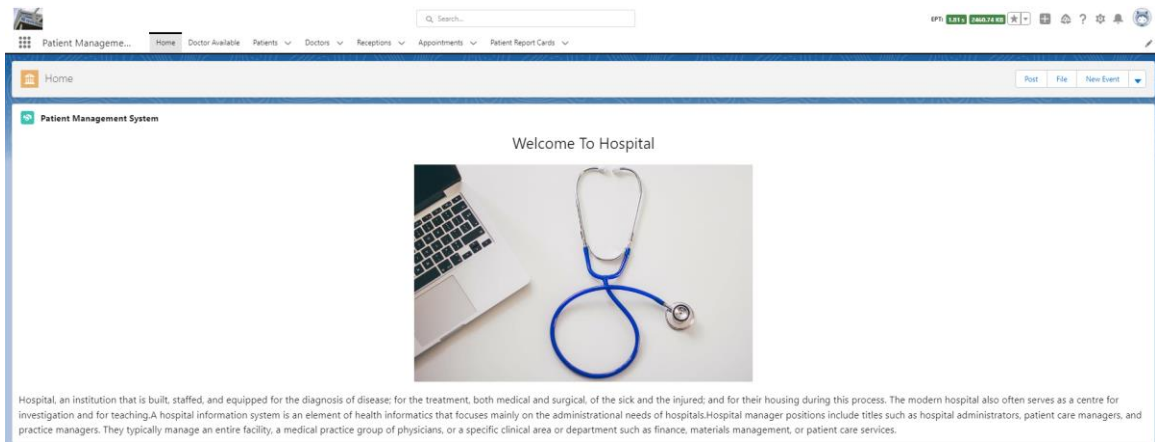 Search...
EPT: 1.81 s 2460.74 KB
Patient Manageme... Home Doctor Available Patients Doctors Receptions Appointments Patient Report Cards
Home
Post File New Event
Patient Management System
Welcome To Hospital
Hospital, an institution that is built, staffed, and equipped for the diagnosis of disease; for the treatment, both medical and surgical, of the sick and the injured; and for their housing during this process. The modern hospital also often serves as a centre for
investigation and for teaching.A hospital information system is an element of health informatics that focuses mainly on the administrational needs of hospitals.Hospital manager positions include titles such as hospital administrators, patient care managers, and
practice managers. They typically manage an entire facility, a medical practice group of physicians, or a specific clinical area or department such as finance, materials management, or patient care services.